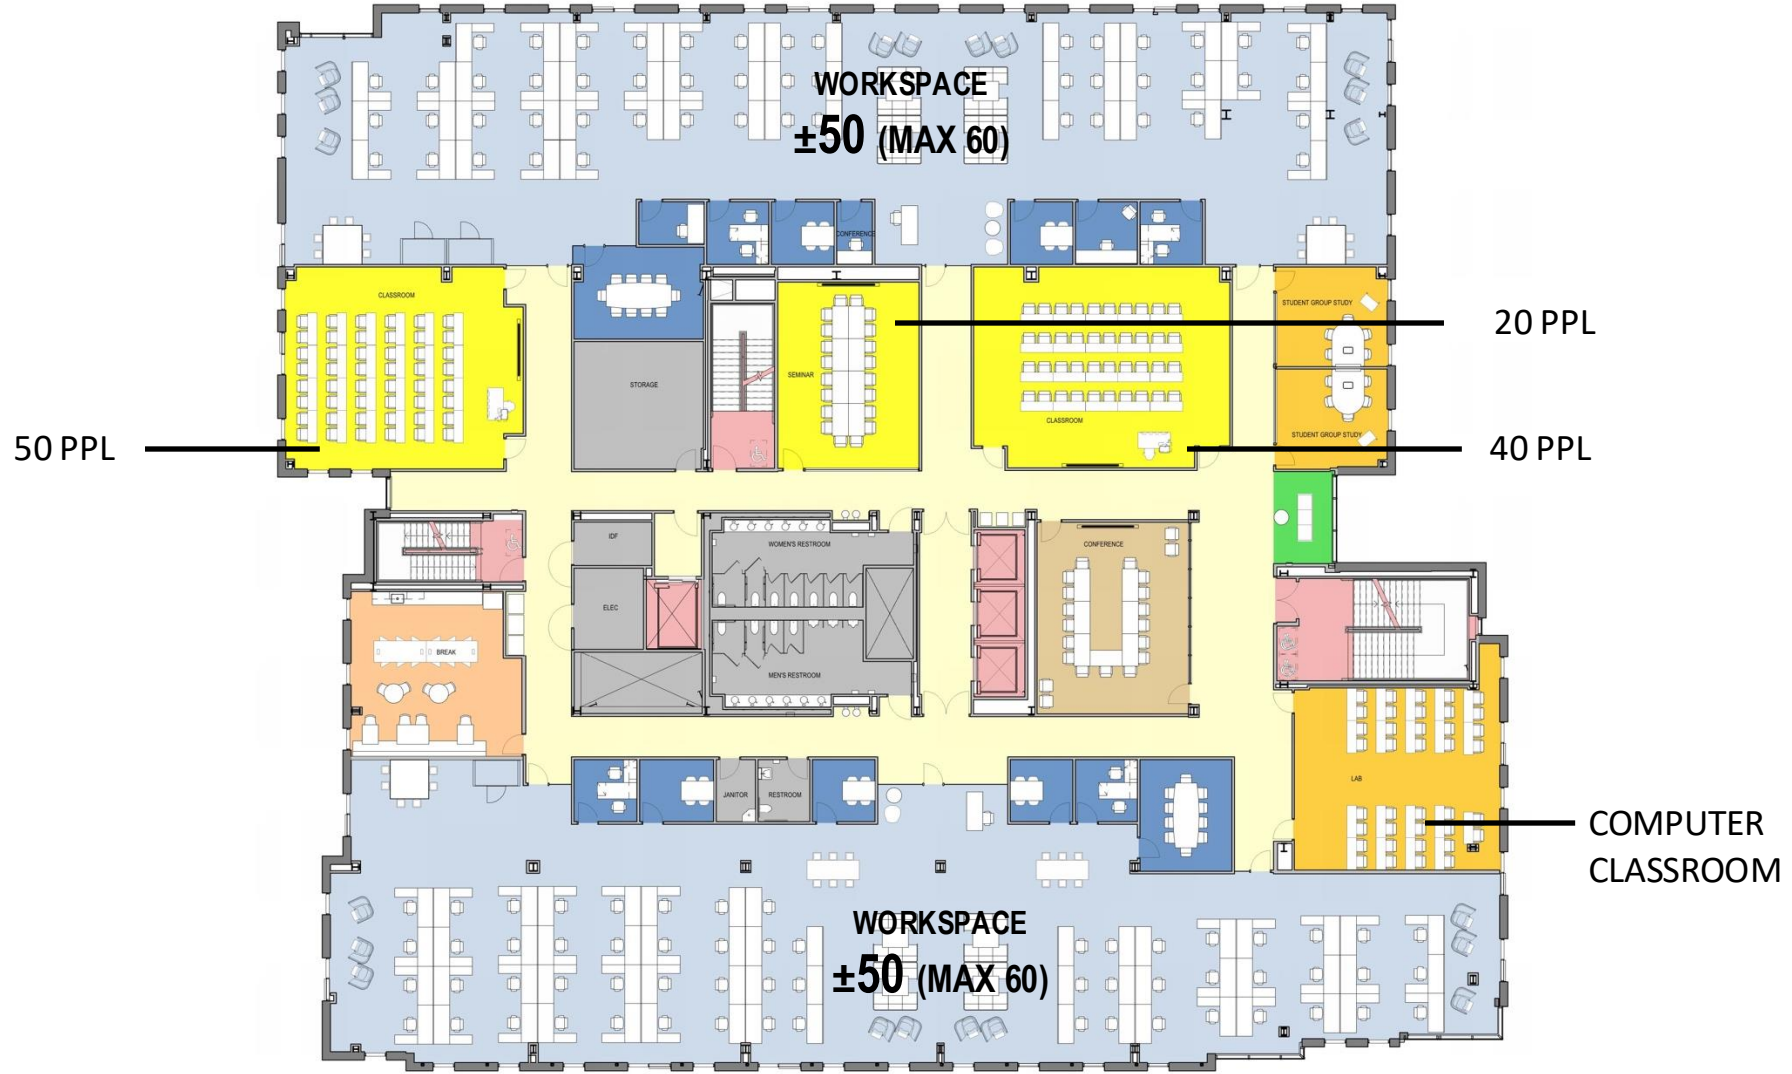 WORKSPACE
±50 (MAX 60)
CONFERENCE
CLASSROOM
STUDENT GROUP STUDY
20 PPL
STORAGE
SEMINAR
CLASSROOM
STUDENT GROUP STUDY
50 PPL
40 PPL
IDF
WOMEN'S RESTROOM
CONFERENCE
ELEC
BREAK
MEN'S RESTROOM
LAB
JANITOR
RESTROOM
COMPUTER
CLASSROOM
WORKSPACE
±50 (MAX 60)